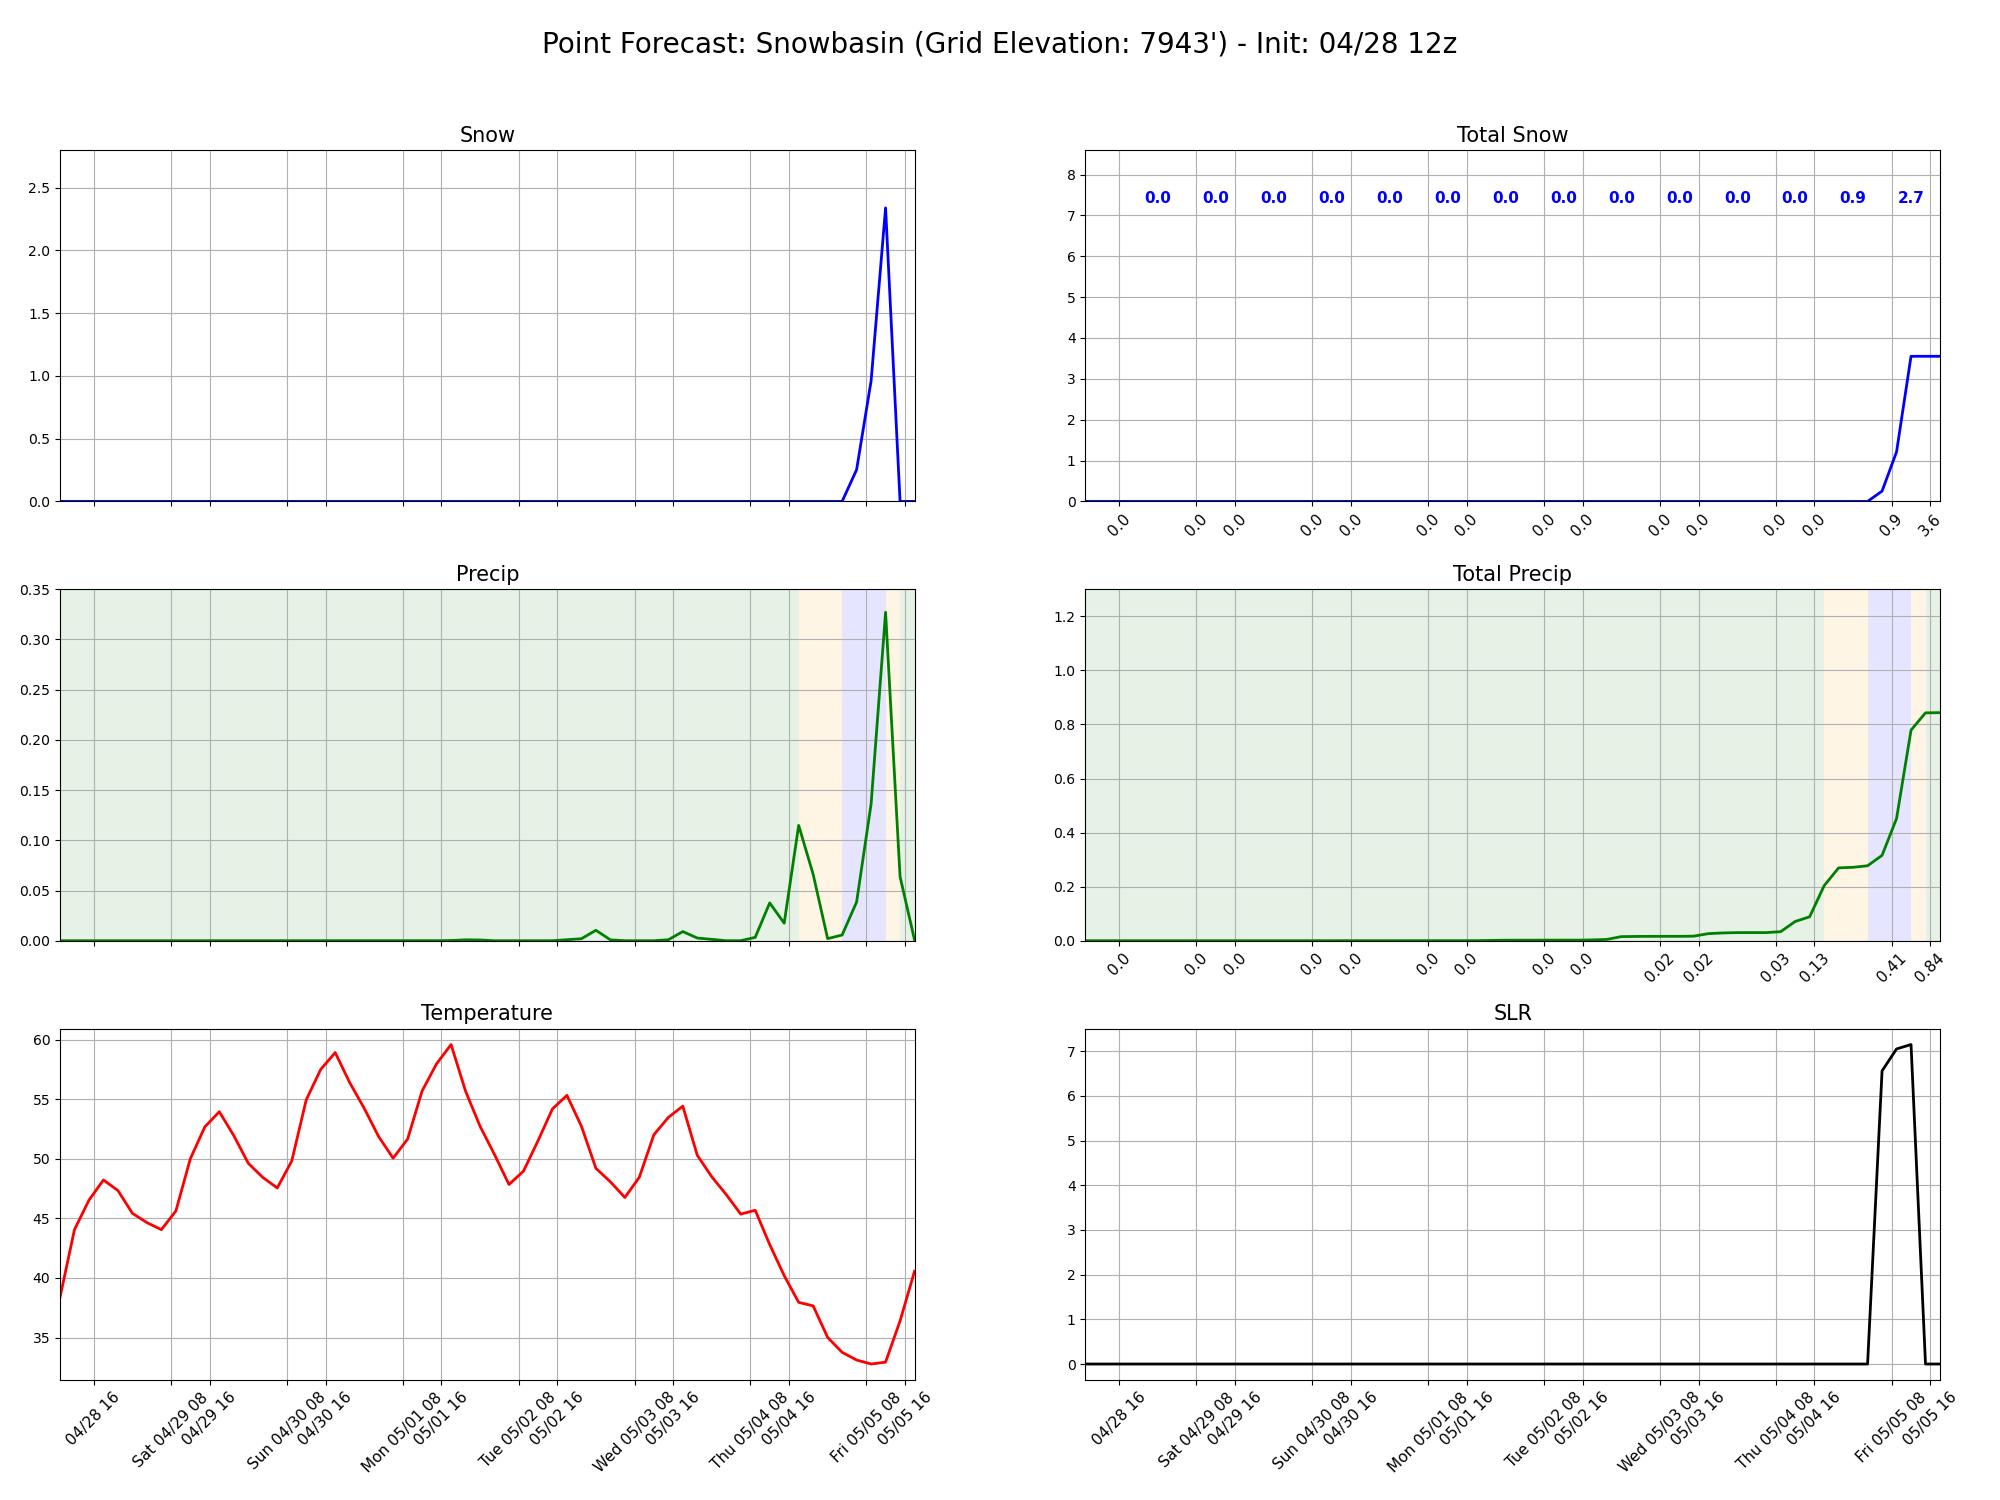 Point Forecast: Snowbasin (Grid Elevation: 7943') - Init: 04/28 12z
Snow
2.5
2.0
1.5
1.0
0.5
0.0
Total Snow
8
7
6
5
4
3
2
1
0
0.0 0.0 0.0 0.0 0.0 0.0 0.0 0.0 0.0 0.0 0.0 0.0 0.9 2.7
0.0 0.0 0.0 0.0 0.0 0.0 0.0 0.0 0.0 0.0 0.0 0.0 0.0 0.9 3.6
Precip
0.35
0.30
0.25
0.20
0.15
0.10
0.05
0.00
Total Precip
1.2
1.0
0.8
0.6
0.4
0.2
0.0
0.0 0.0 0.0 0.0 0.0 0.0 0.0 0.0 0.0 0.02 0.02 0.03 0.13 0.41 0.84
Temperature
60
55
50
45
40
35
04/28 16
Sat 04/29 08
04/29 16
Sun 04/30 08
04/30 16
Mon 05/01 08
05/01 16
Tue 05/02 08
05/02 16
Wed 05/03 08
05/03 16
Thu 05/04 08
05/04 16
Fri 05/05 08
05/05 16
SLR
7
6
5
4
3
2
1
0
04/28 16
Sat 04/29 08
04/29 16
Sun 04/30 08
04/30 16
Mon 05/01 08
05/01 16
Tue 05/02 08
05/02 16
Wed 05/03 08
05/03 16
Thu 05/04 08
05/04 16
Fri 05/05 08
05/05 16